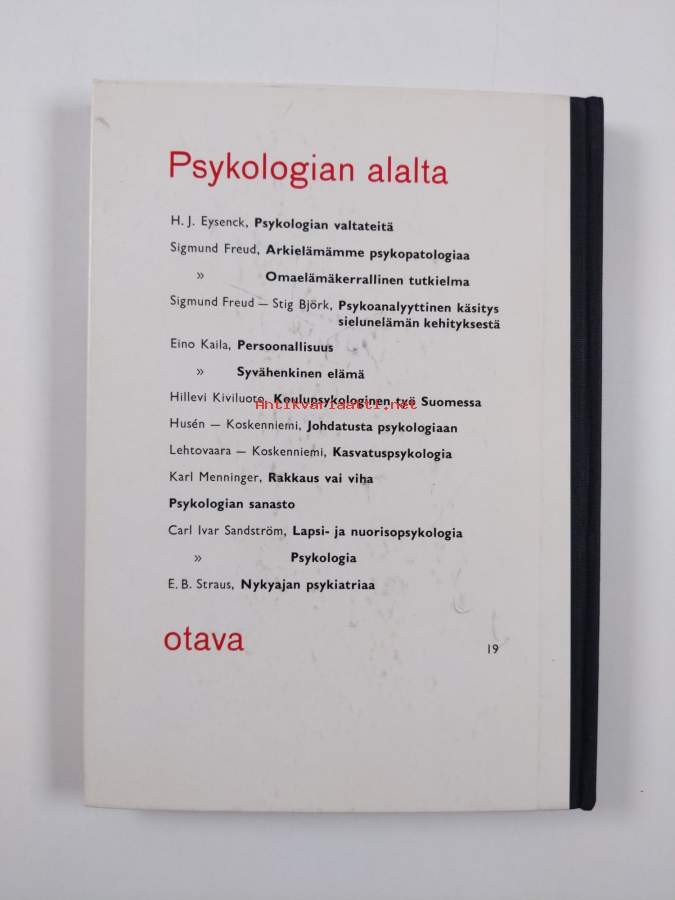 Psykologian alalta
H. J. Eysenck, Psykologian valtateitä
Sigmund Freud, Arkielämämme psykopatologiaa
» Omaelämäkerrallinen tutkielma
Sigmund Freud — Stig Björk, Psykoanalyyttinen käsitys
sielunelämän kehityksestä
Eino Kaila, Persoonallisuus
» Syvähenkinen elämä
Hillevi Kiviluoto, Koulupsykologinen työ Suomessa
Antikvariaatti.net
Husén — Koskenniemi, Johdatusta psykologiaan
Lehtovaara — Koskenniemi, Kasvatuspsykologia
Karl Menninger, Rakkaus vai viha
Psykologian sanasto
Carl Ivar Sandström, Lapsi- ja nuorisopsykologia
» Psykologia
E. B. Straus, Nykyajan psykiatriaa
otava
19